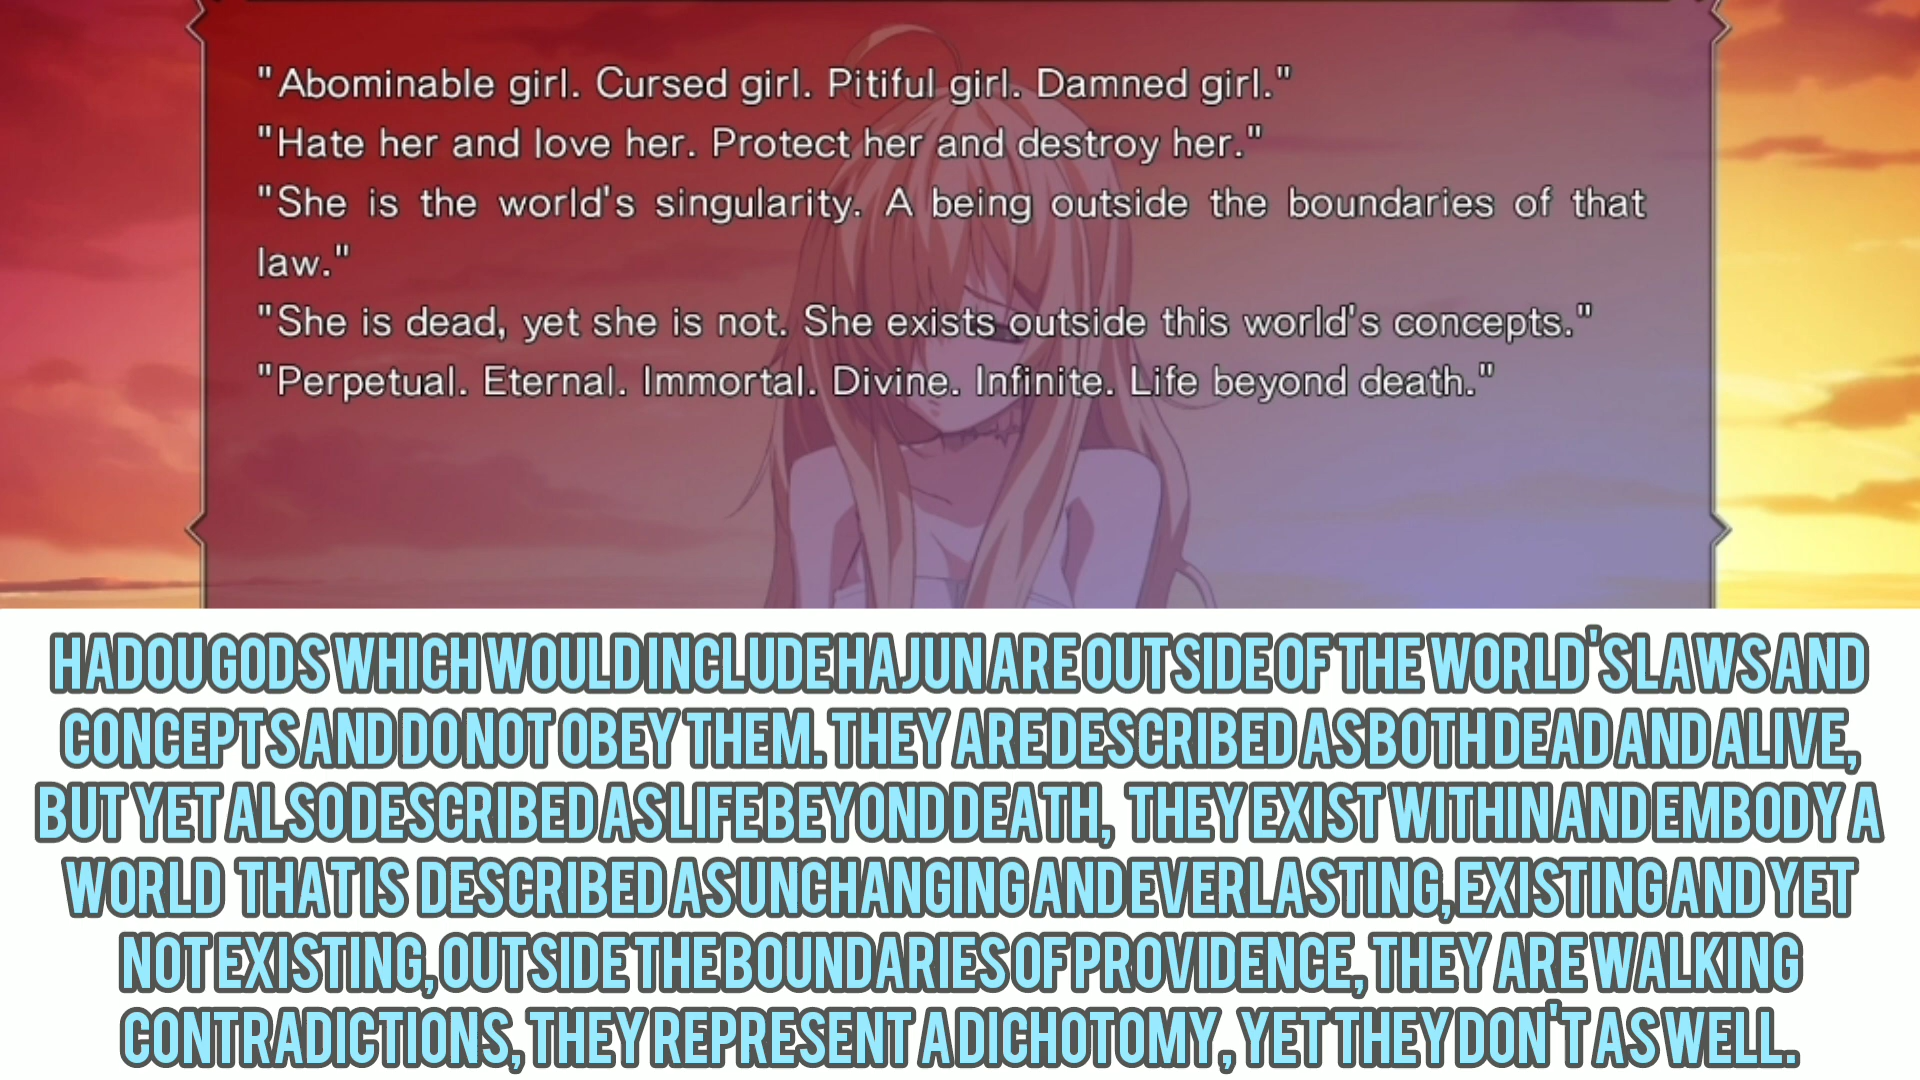 "Abominable girl. Cursed girl. Pitiful girl. Damned girl."
"Hate her and love her. Protect her and destroy her."
"She is the world's singularity. A being outside the boundaries of that
law."
"She is dead, yet she is not. She exists outside this world's concepts."
"Perpetual. Eternal. Immortal. Divine. Infinite. Life beyond death."
HADOU GODS WHICH WOULD INCLUDE HAJUN ARE OUTSIDE OF THE WORLD'S LAWS AND
CONCEPTS AND DO NOT OBEY THEM. THEY ARE DESCRIBED AS BOTH DEAD AND ALIVE,
BUT YET ALSO DESCRIBED AS LIFE BEYOND DEATH, THEY EXIST WITHIN AND EMBODY A
WORLD THAT IS DESCRIBED AS UNCHANGING AND EVERLASTING, EXISTING AND YET
NOT EXISTING, OUTSIDE THE BOUNDARIES OF PROVIDENCE, THEY ARE WALKING
CONTRADICTIONS, THEY REPRESENT A DICHOTOMY, YET THEY DON'T AS WELL.